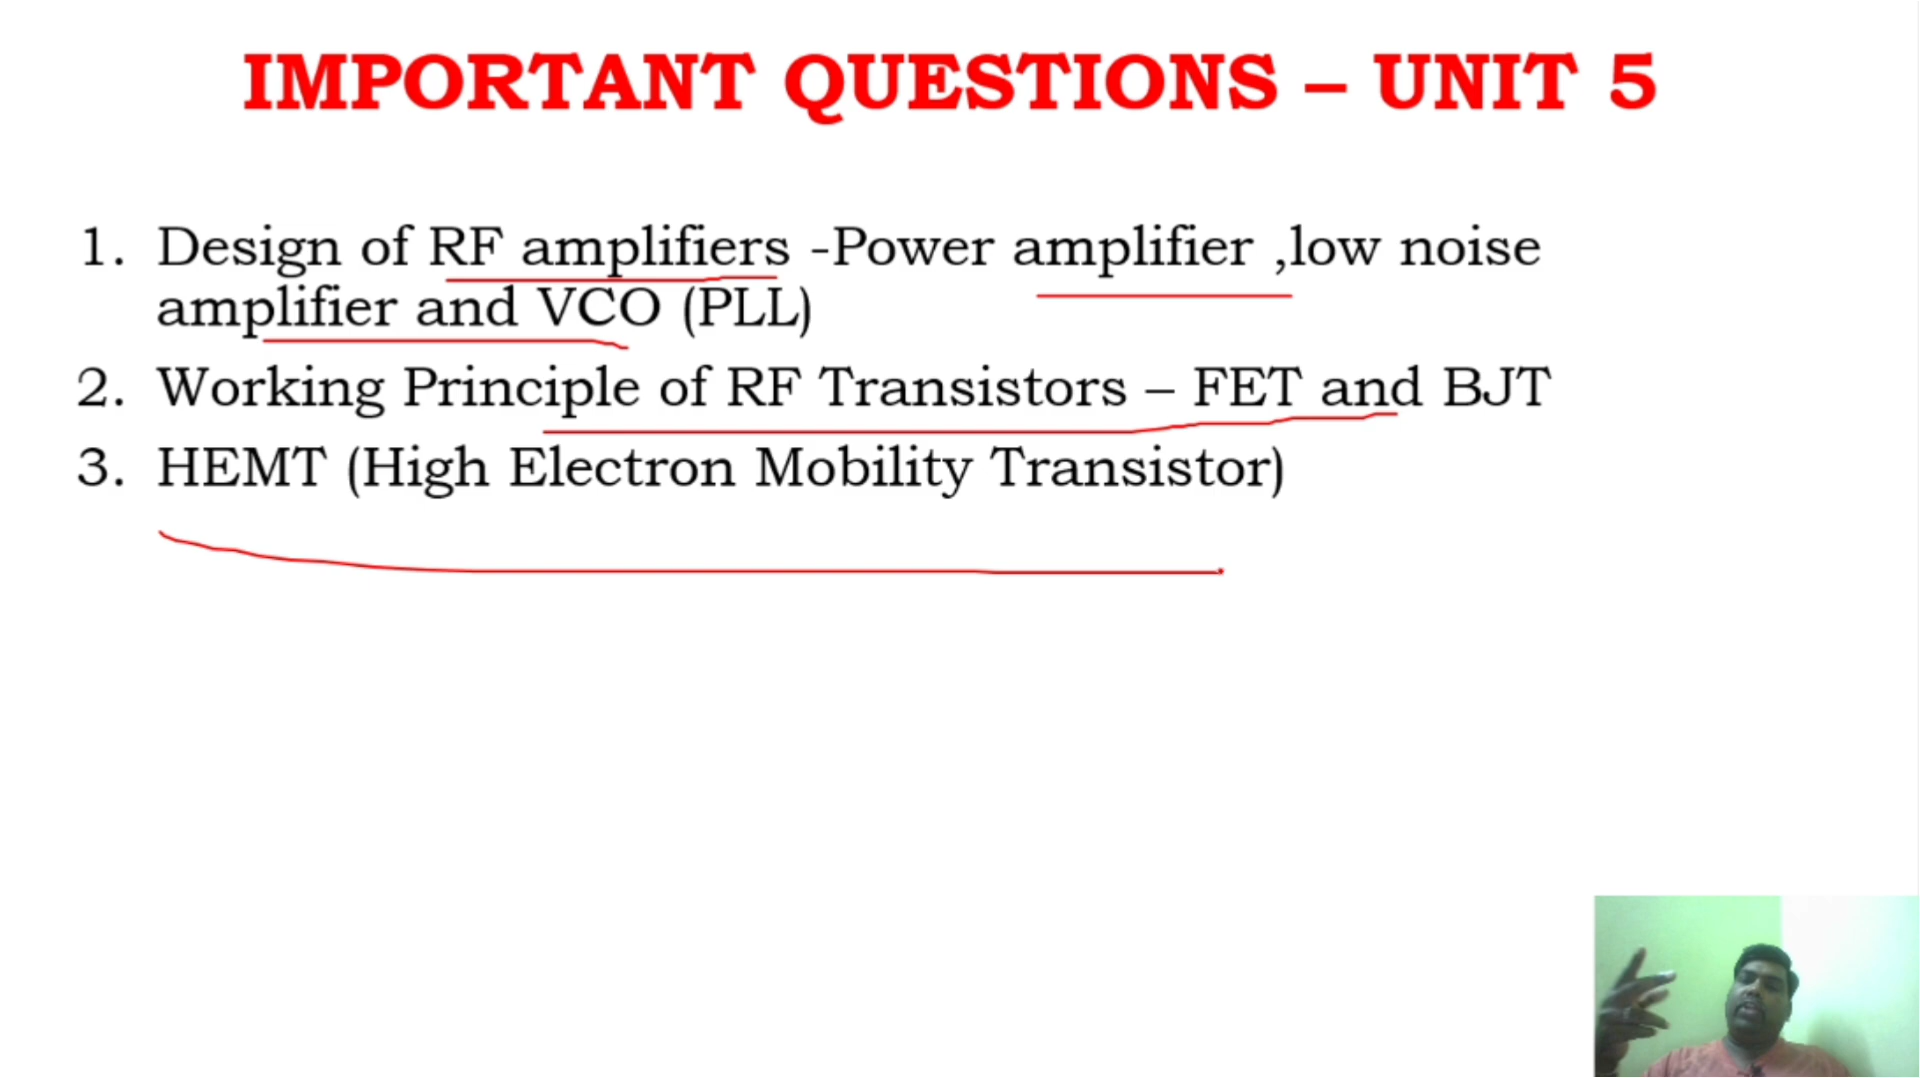 IMPORTANT QUESTIONS – UNIT 5
1. Design of RF amplifiers -Power amplifier ,low noise
amplifier and VCO (PLL)
2. Working Principle of RF Transistors – FET and BJT
3. HEMT (High Electron Mobility Transistor)